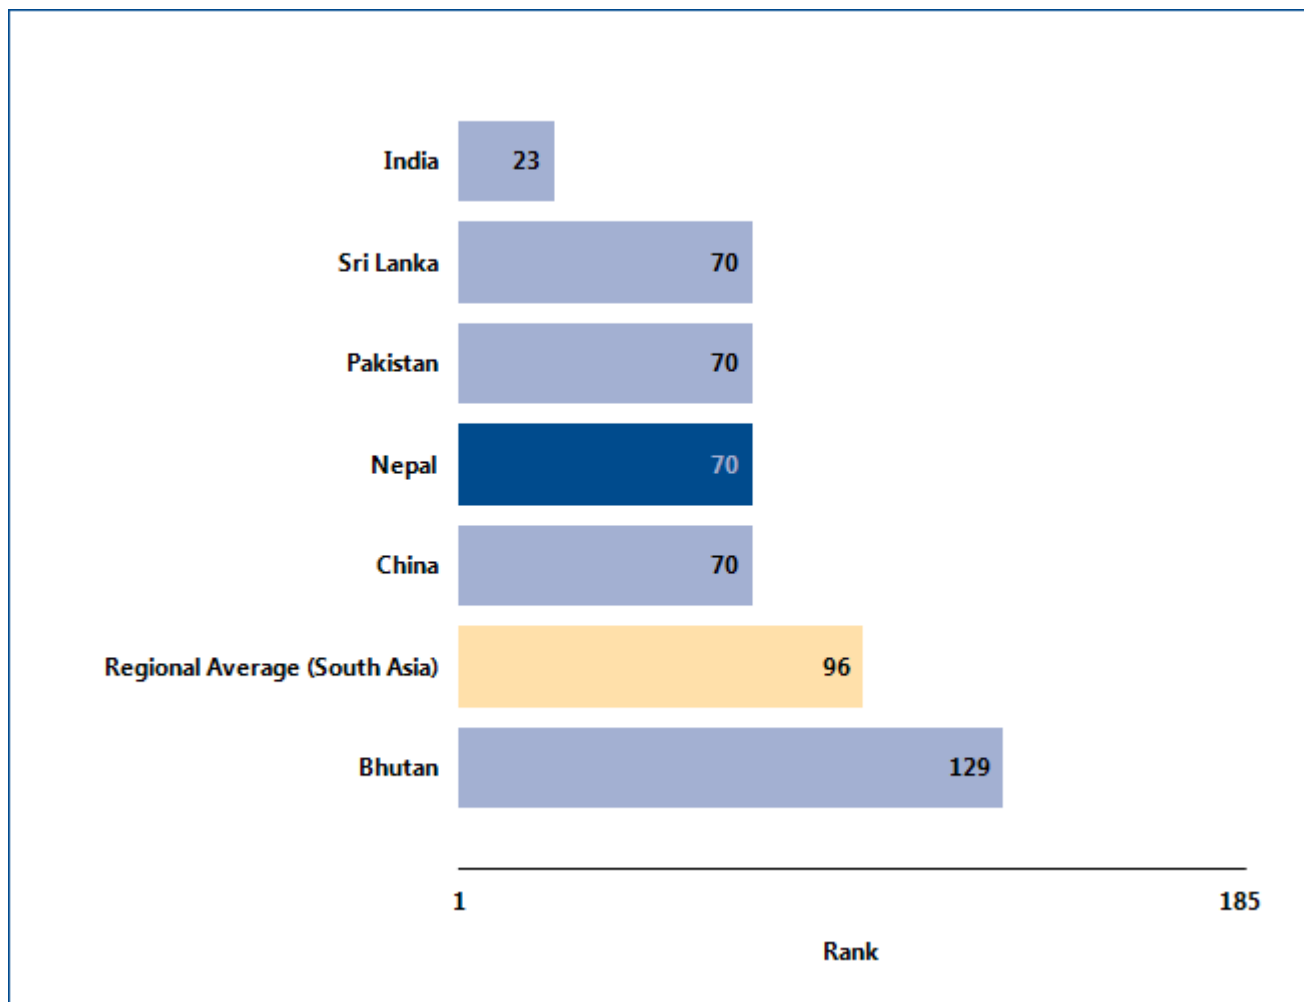 India 23
Sri Lanka 70
Pakistan 70
Nepal 70
China 70
Regional Average (South Asia) 96
Bhutan 129
1 185
Rank